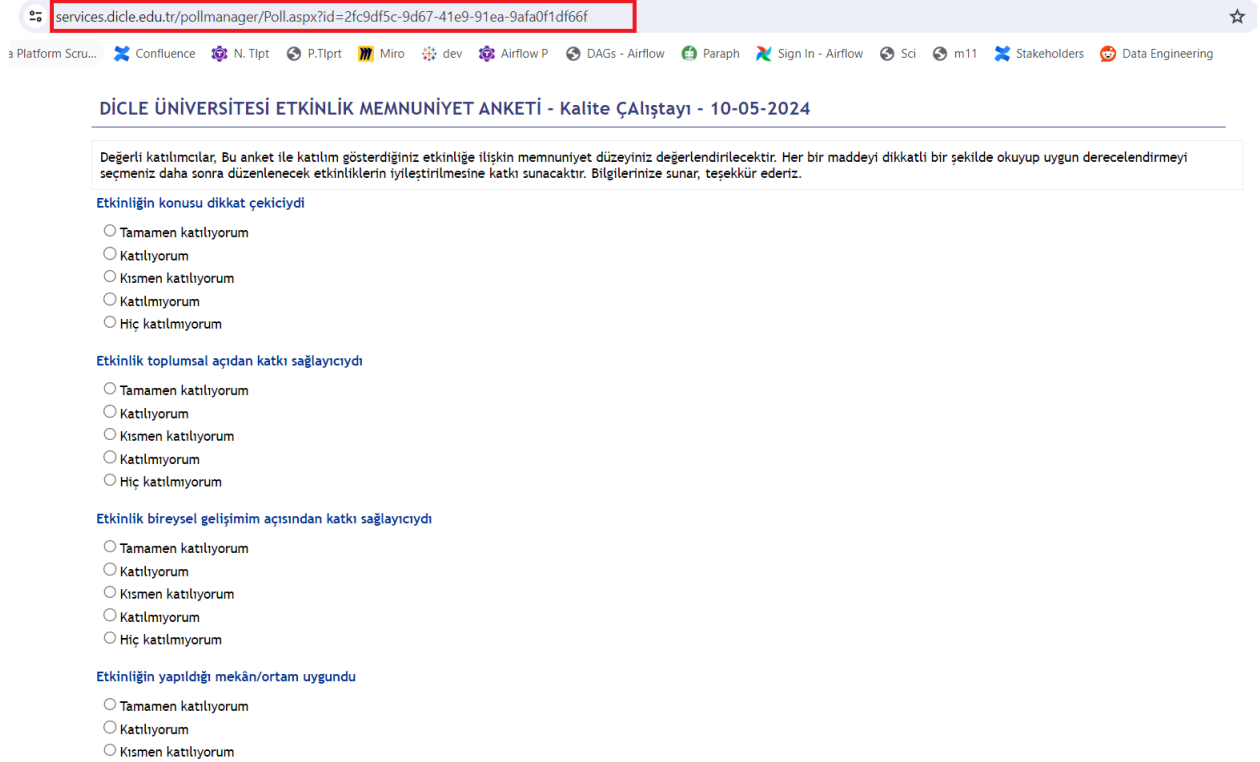 services.dicle.edu.tr/pollmanager/Poll.aspx?id=2fc9df5c-9d67-41e9-91ea-9afa0f1df66f
a Platform Scru... Confluence N. Tlpt P.Tlprt Miro dev Airflow P DAGs - Airflow Paraph Sign In - Airflow Sci m11 Stakeholders Data Engineering
DİCLE ÜNİVERSİTESİ ETKİNLİK MEMNUNİYET ANKETİ - Kalite ÇAlıştayı - 10-05-2024
Değerli katılımcılar, Bu anket ile katılım gösterdiğiniz etkinliğe ilişkin memnuniyet düzeyiniz değerlendirilecektir. Her bir maddeyi dikkatli bir şekilde okuyup uygun derecelendirmeyi
seçmeniz daha sonra düzenlenecek etkinliklerin iyileştirilmesine katkı sunacaktır. Bilgilerinize sunar, teşekkür ederiz.
Etkinliğin konusu dikkat çekiciydi
Tamamen katılıyorum
Katılıyorum
Kısmen katılıyorum
Katılmıyorum
Hiç katılmıyorum
Etkinlik toplumsal açıdan katkı sağlayıcıydı
Tamamen katılıyorum
Katılıyorum
Kısmen katılıyorum
Katılmıyorum
Hiç katılmıyorum
Etkinlik bireysel gelişimim açısından katkı sağlayıcıydı
Tamamen katılıyorum
Katılıyorum
Kısmen katılıyorum
Katılmıyorum
Hiç katılmıyorum
Etkinliğin yapıldığı mekân/ortam uygundu
Tamamen katılıyorum
Katılıyorum
Kısmen katılıyorum